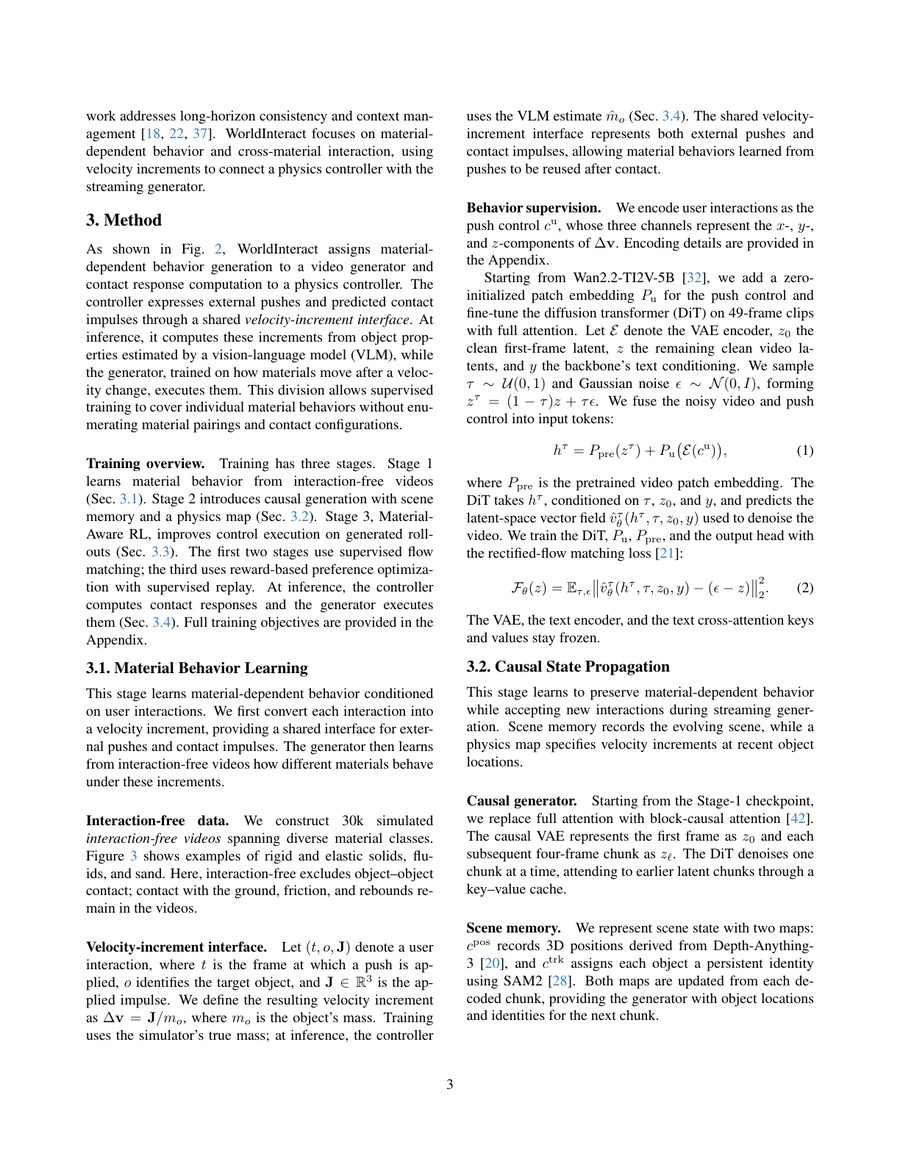 work addresses long-horizon consistency and context man-
agement [18, 22, 37]. WorldInteract focuses on material-
dependent behavior and cross-material interaction, using
velocity increments to connect a physics controller with the
streaming generator.
3. Method
As shown in Fig. 2, WorldInteract assigns material-
dependent behavior generation to a video generator and
contact response computation to a physics controller. The
controller expresses external pushes and predicted contact
impulses through a shared velocity-increment interface. At
inference, it computes these increments from object prop-
erties estimated by a vision-language model (VLM), while
the generator, trained on how materials move after a veloc-
ity change, executes them. This division allows supervised
training to cover individual material behaviors without enu-
merating material pairings and contact configurations.
Training overview. Training has three stages. Stage 1
learns material behavior from interaction-free videos
(Sec. 3.1). Stage 2 introduces causal generation with scene
memory and a physics map (Sec. 3.2). Stage 3, Material-
Aware RL, improves control execution on generated roll-
outs (Sec. 3.3). The first two stages use supervised flow
matching; the third uses reward-based preference optimiza-
tion with supervised replay. At inference, the controller
computes contact responses and the generator executes
them (Sec. 3.4). Full training objectives are provided in the
Appendix.
3.1. Material Behavior Learning
This stage learns material-dependent behavior conditioned
on user interactions. We first convert each interaction into
a velocity increment, providing a shared interface for exter-
nal pushes and contact impulses. The generator then learns
from interaction-free videos how different materials behave
under these increments.
Interaction-free data. We construct 30k simulated
interaction-free videos spanning diverse material classes.
Figure 3 shows examples of rigid and elastic solids, flu-
ids, and sand. Here, interaction-free excludes object–object
contact; contact with the ground, friction, and rebounds re-
main in the videos.
Velocity-increment interface. Let (t, o, J) denote a user
interaction, where t is the frame at which a push is ap-
plied, o identifies the target object, and J ∈ ℝ³ is the ap-
plied impulse. We define the resulting velocity increment
as Δv = J/mₒ, where mₒ is the object's mass. Training
uses the simulator's true mass; at inference, the controller
uses the VLM estimate m̂ₒ (Sec. 3.4). The shared velocity-
increment interface represents both external pushes and
contact impulses, allowing material behaviors learned from
pushes to be reused after contact.
Behavior supervision. We encode user interactions as the
push control cᵘ, whose three channels represent the x-, y-,
and z-components of Δv. Encoding details are provided in
the Appendix.
Starting from Wan2.2-TI2V-5B [32], we add a zero-
initialized patch embedding Pᵤ for the push control and
fine-tune the diffusion transformer (DiT) on 49-frame clips
with full attention. Let ℰ denote the VAE encoder, z₀ the
clean first-frame latent, z the remaining clean video la-
tents, and y the backbone's text conditioning. We sample
τ ∼ 𝒰(0, 1) and Gaussian noise ϵ ∼ 𝒩(0, I), forming
z^τ = (1 − τ)z + τϵ. We fuse the noisy video and push
control into input tokens:
h^τ = P_pre(z^τ) + P_u(ℰ(c^u)), (1)
where P_pre is the pretrained video patch embedding. The
DiT takes h^τ, conditioned on τ, z₀, and y, and predicts the
latent-space vector field v̂_θ^τ(h^τ, τ, z₀, y) used to denoise the
video. We train the DiT, P_u, P_pre, and the output head with
the rectified-flow matching loss [21]:
ℱ_θ(z) = 𝔼_{τ,ϵ}‖v̂_θ^τ(h^τ, τ, z₀, y) − (ϵ − z)‖₂². (2)
The VAE, the text encoder, and the text cross-attention keys
and values stay frozen.
3.2. Causal State Propagation
This stage learns to preserve material-dependent behavior
while accepting new interactions during streaming gener-
ation. Scene memory records the evolving scene, while a
physics map specifies velocity increments at recent object
locations.
Causal generator. Starting from the Stage-1 checkpoint,
we replace full attention with block-causal attention [42].
The causal VAE represents the first frame as z₀ and each
subsequent four-frame chunk as z_ℓ. The DiT denoises one
chunk at a time, attending to earlier latent chunks through a
key–value cache.
Scene memory. We represent scene state with two maps:
c^pos records 3D positions derived from Depth-Anything-
3 [20], and c^trk assigns each object a persistent identity
using SAM2 [28]. Both maps are updated from each de-
coded chunk, providing the generator with object locations
and identities for the next chunk.
3